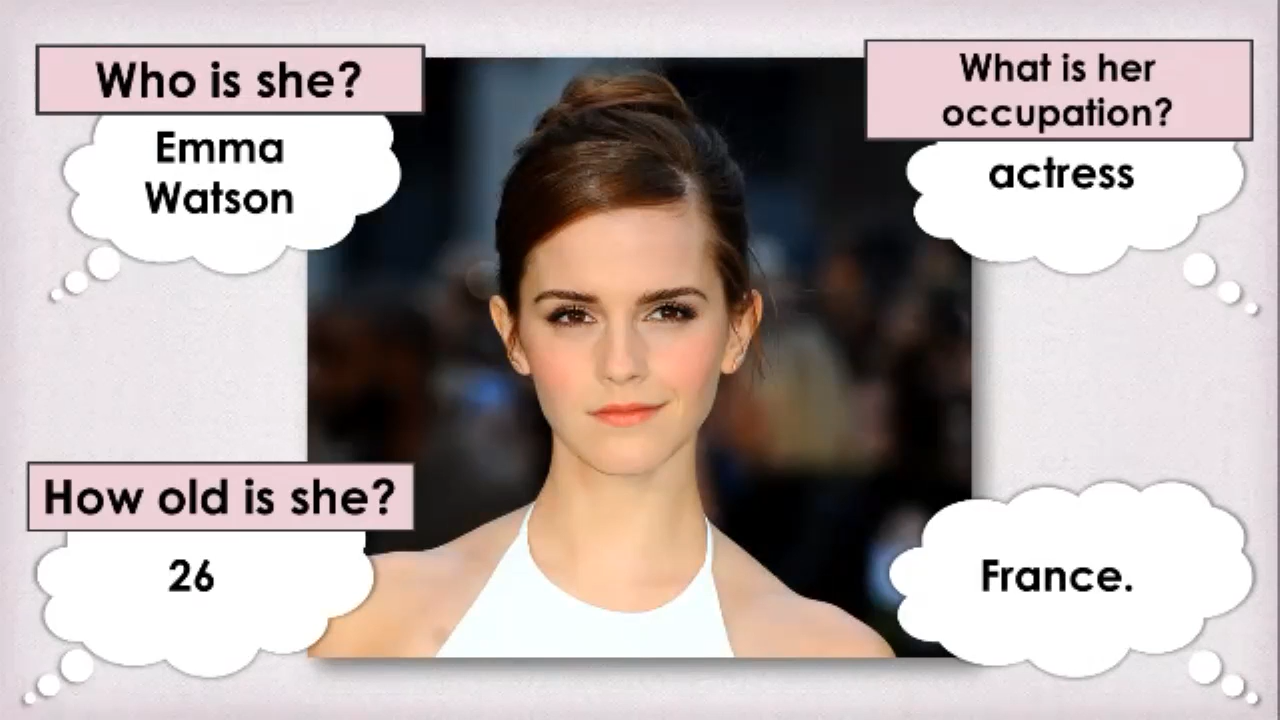 Who is she?
Emma
Watson
What is her
occupation?
actress
How old is she?
26
France.